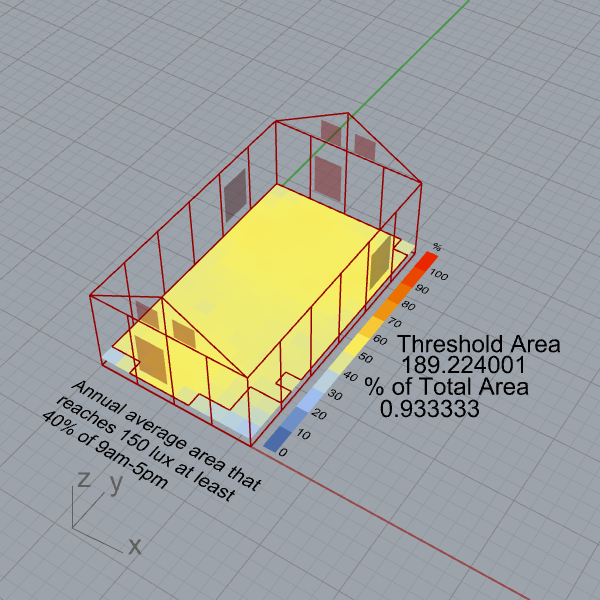 %
100
90
80
70
60
50
40
30
20
10
0
Threshold Area
189.224001
% of Total Area
0.933333
Annual average area that
reaches 150 lux at least
40% of 9am-5pm
z
y
x